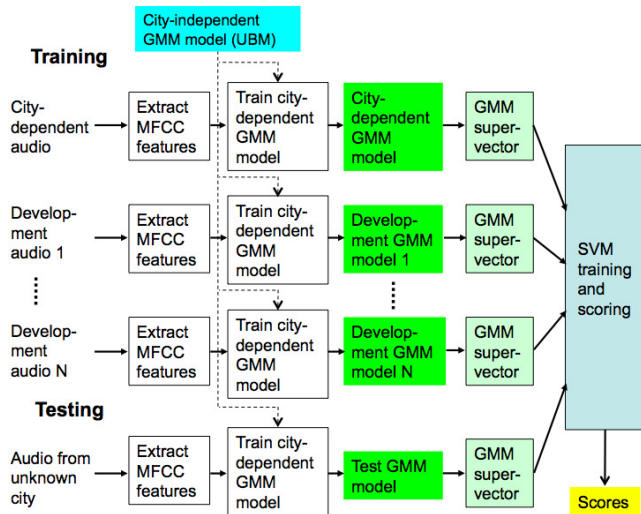 City-independent
GMM model (UBM)
Training
City-
dependent
audio
Extract
MFCC
features
Train city-
dependent
GMM
model
City-
dependent
GMM
model
GMM
super-
vector
Develop-
ment
audio 1
Extract
MFCC
features
Train city-
dependent
GMM
model
Development
GMM
model 1
GMM
super-
vector
SVM
training
and
scoring
Develop-
ment
audio N
Extract
MFCC
features
Train city-
dependent
GMM
model
Development
GMM
model N
GMM
super-
vector
Testing
Audio from
unknown
city
Extract
MFCC
features
Train city-
dependent
GMM
model
Test GMM
model
GMM
super-
vector
Scores